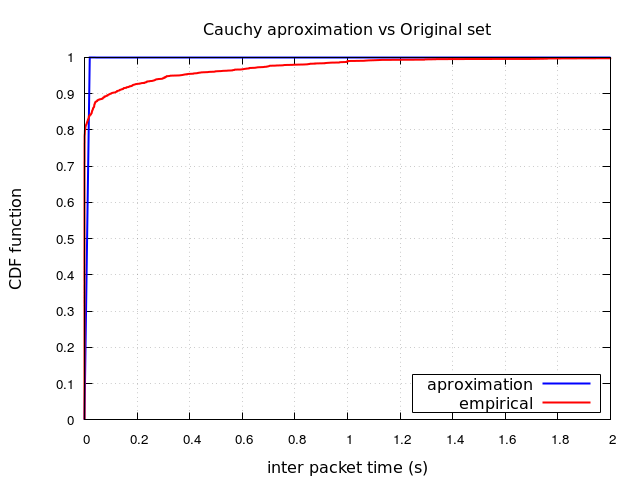 Cauchy aproximation vs Original set
CDF function
1
0.9
0.8
0.7
0.6
0.5
0.4
0.3
0.2
0.1
0
0 0.2 0.4 0.6 0.8 1 1.2 1.4 1.6 1.8 2
aproximation
empirical
inter packet time (s)